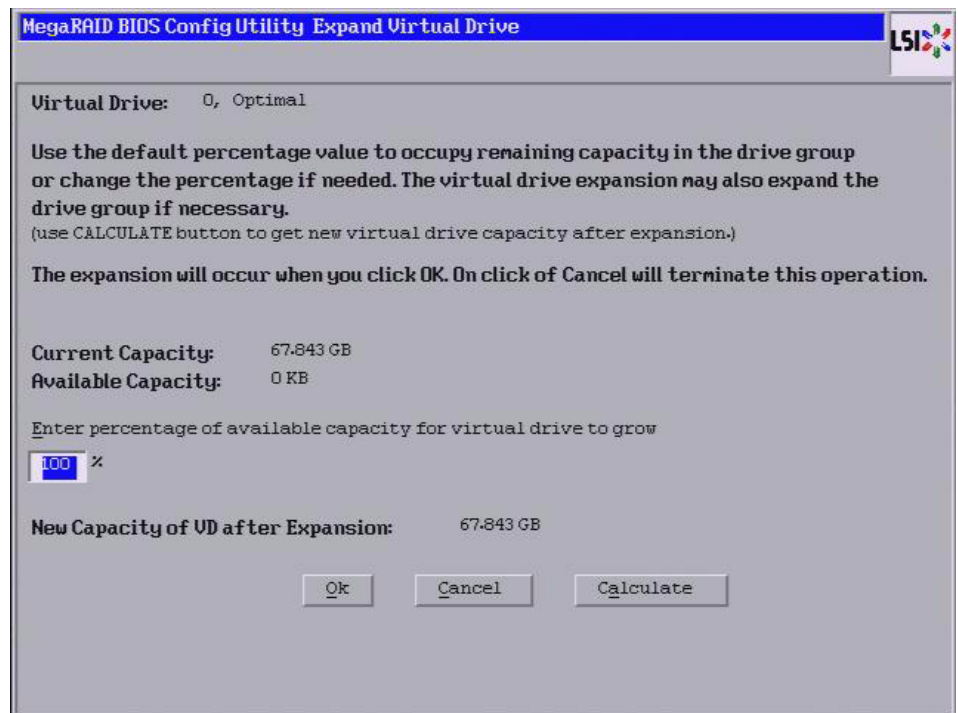 MegaRAID BIOS Config Utility Expand Virtual Drive
LSI
Virtual Drive: 0, Optimal
Use the default percentage value to occupy remaining capacity in the drive group
or change the percentage if needed. The virtual drive expansion may also expand the
drive group if necessary.
(use CALCULATE button to get new virtual drive capacity after expansion.)
The expansion will occur when you click OK. On click of Cancel will terminate this operation.
Current Capacity: 67.843 GB
Available Capacity: 0 KB
Enter percentage of available capacity for virtual drive to grow
100 %
New Capacity of VD after Expansion: 67.843 GB
Ok Cancel Calculate